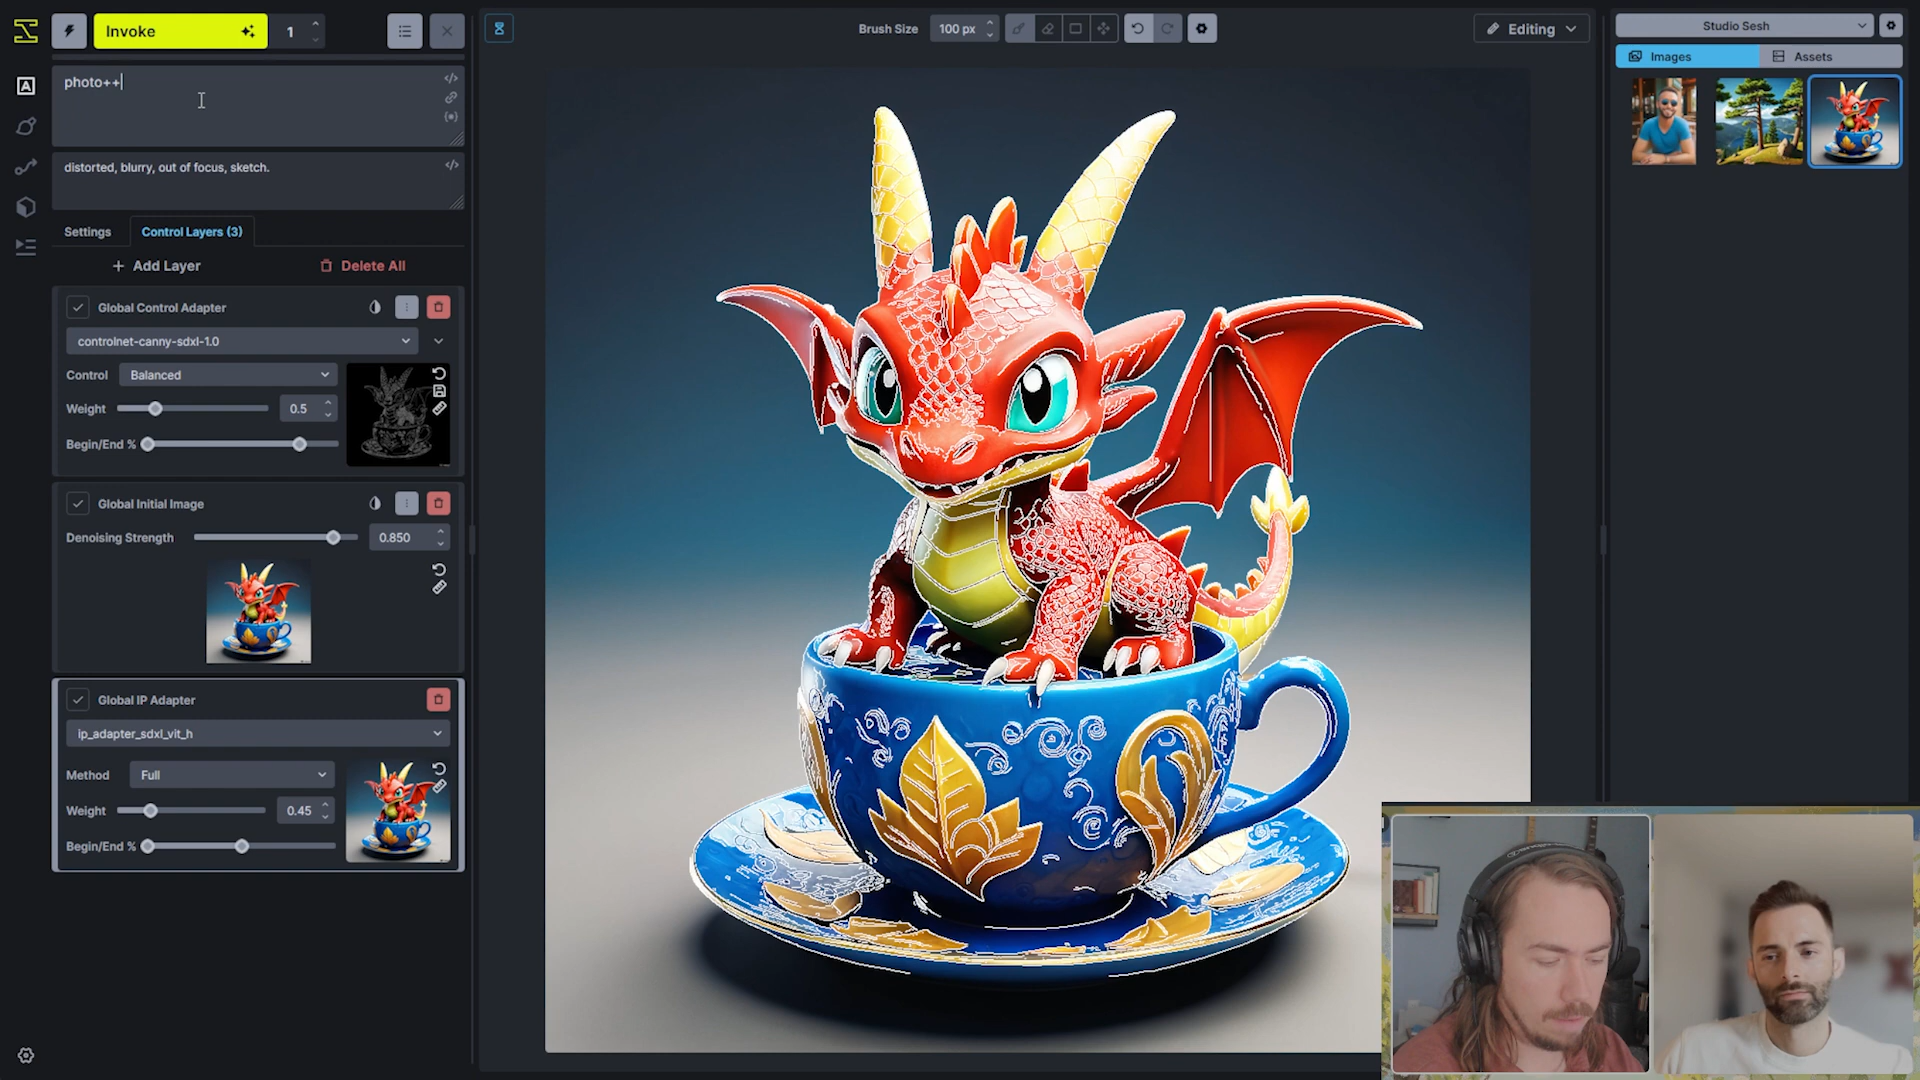 Invoke
1
Brush Size
100 px
Editing
Studio Sesh
Images
Assets
photo++
distorted, blurry, out of focus, sketch.
Settings
Control Layers (3)
+ Add Layer
Delete All
Global Control Adapter
controlnet-canny-sdxl-1.0
Control
Balanced
Weight
0.5
Begin/End %
Global Initial Image
Denoising Strength
0.850
Global IP Adapter
ip_adapter_sdxl_vit_h
Method
Full
Weight
0.45
Begin/End %